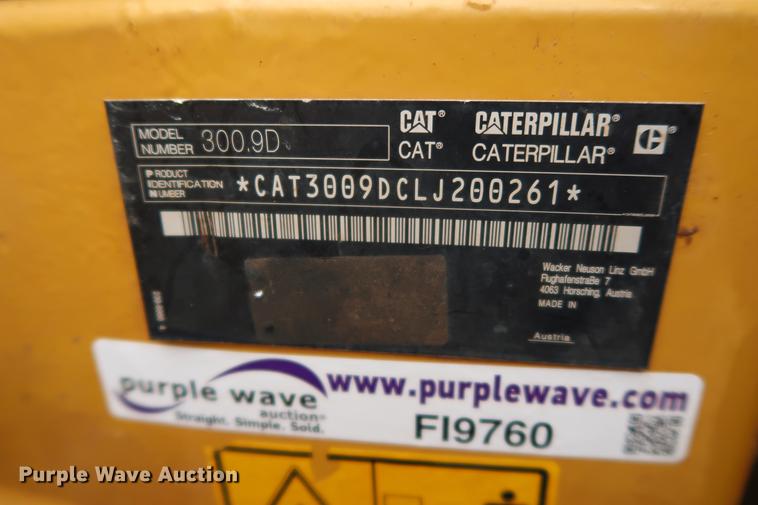 MODEL NUMBER 300.9D
CAT® CATERPILLAR®
CAT® CATERPILLAR®
PRODUCT IDENTIFICATION NUMBER *CAT3009DCLJ200261*
Wacker Neuson Linz GmbH
Flughafenstraße 7
4063 Horsching, Austria
MADE IN
Austria
purple wave auction®
Straight. Simple. Sold.
www.purplewave.com
FI9760
Purple Wave Auction